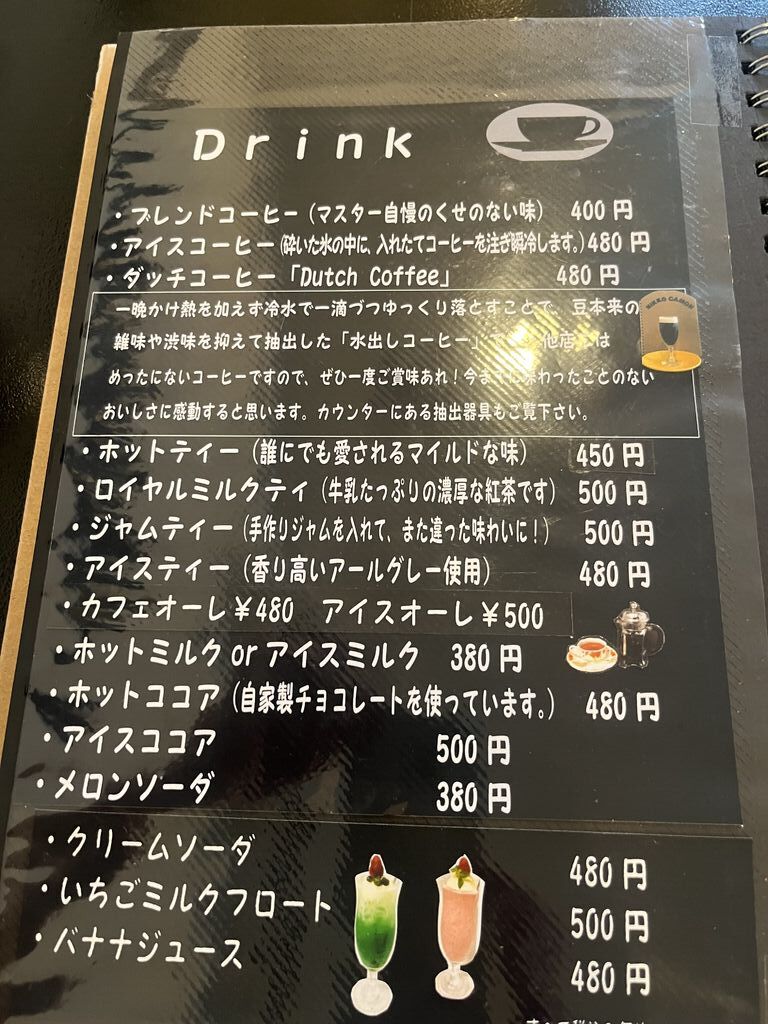 Drink
・ブレンドコーヒー(マスター自慢のくせのない味) 400円
・アイスコーヒー(砕いた氷の中に、入れたてコーヒーを注ぎ瞬冷します。)480円
・ダッチコーヒー「Dutch Coffee」 480円
一晩かけ熱を加えず冷水で一滴づつゆっくり落とすことで、豆本来の
雑味や渋味を抑えて抽出した「水出しコーヒー」で 他店 は
めったにないコーヒーですので、ぜひ一度ご賞味あれ!今まで 味わったことのない
おいしさに感動すると思います。カウンターにある抽出器具もご覧下さい。
・ホットティー(誰にでも愛されるマイルドな味) 450円
・ロイヤルミルクティ(牛乳たっぷりの濃厚な紅茶です) 500円
・ジャムティー(手作りジャムを入れて、また違った味わいに!) 500円
・アイスティー(香り高いアールグレー使用) 480円
・カフェオーレ¥480 アイスオーレ¥500
・ホットミルクorアイスミルク 380円
・ホットココア(自家製チョコレートを使っています。) 480円
・アイスココア 500円
・メロンソーダ 380円
・クリームソーダ 480円
・いちごミルクフロート 500円
・バナナジュース 480円